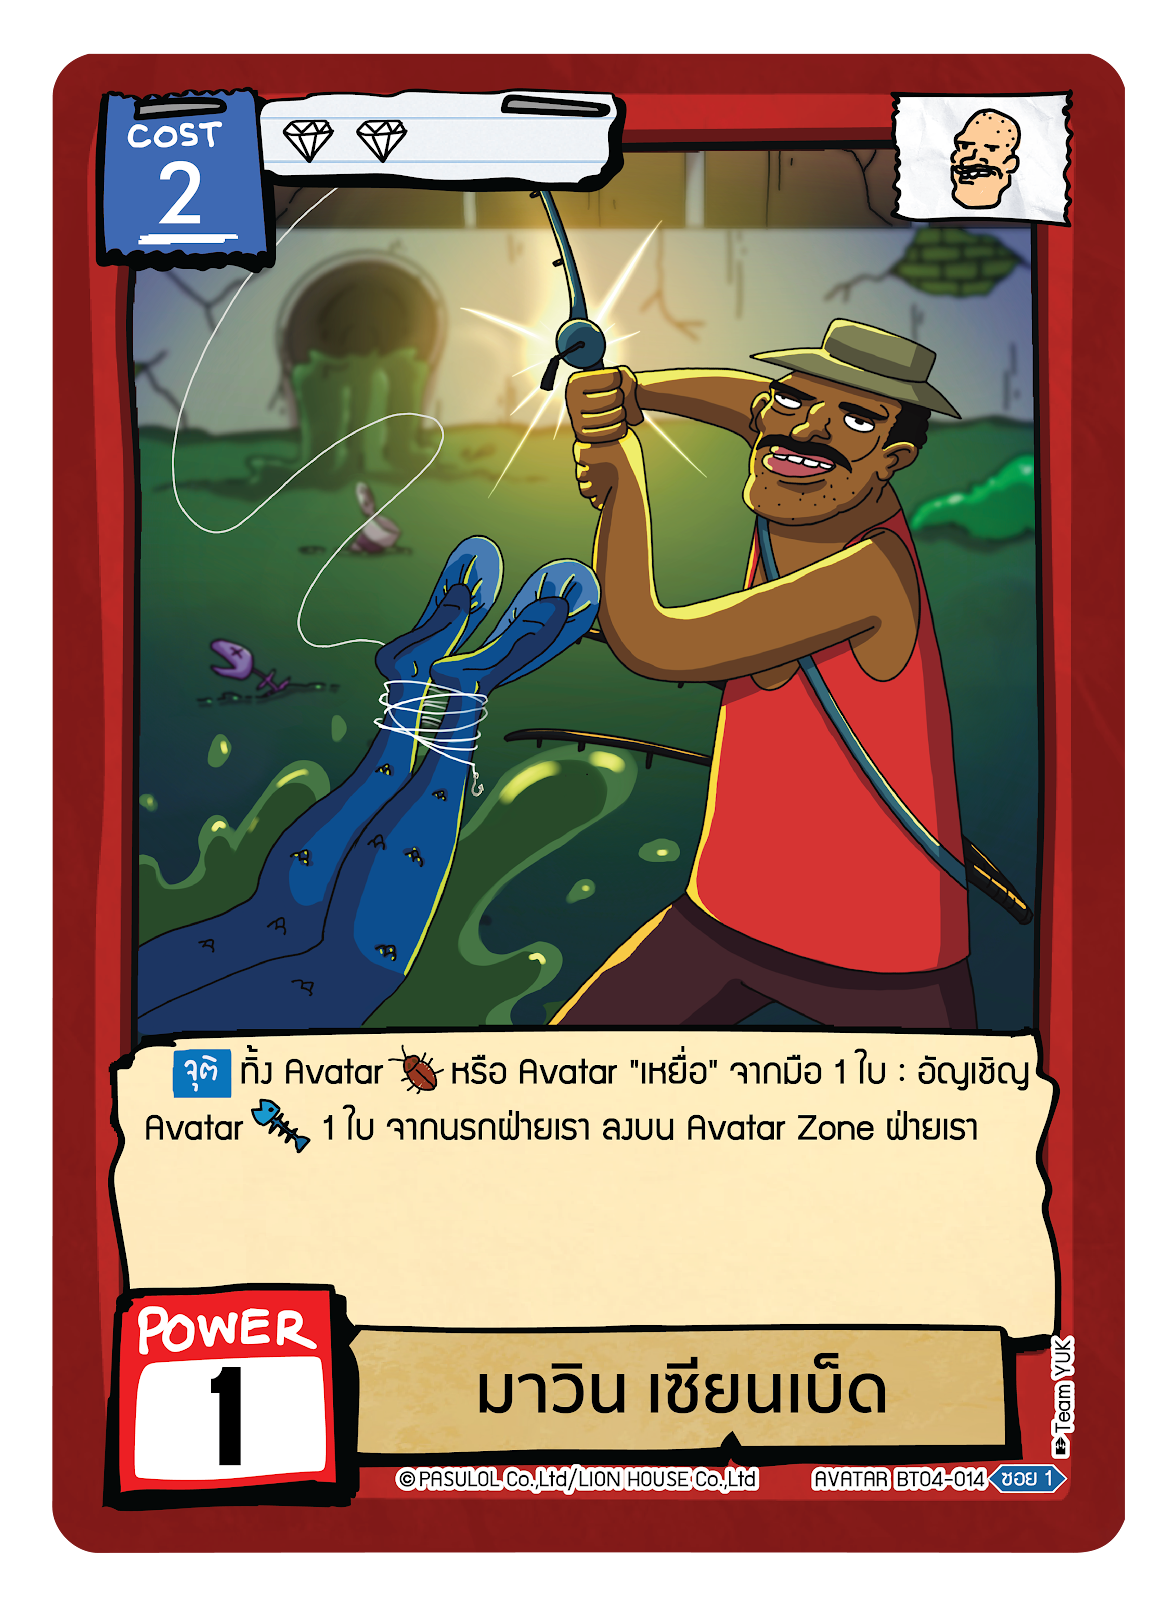 COST
2
จุติ ทิ้ง Avatar หรือ Avatar "เหยื่อ" จากมือ 1 ใบ : อัญเชิญ
Avatar 1 ใบ จากนรกฝ่ายเรา ลงบน Avatar Zone ฝ่ายเรา
POWER
1
มาวิน เซียนเบ็ด
Team YUK
© PASULOL Co.,Ltd/LION HOUSE Co.,Ltd
AVATAR BT04-014 ซอย 1